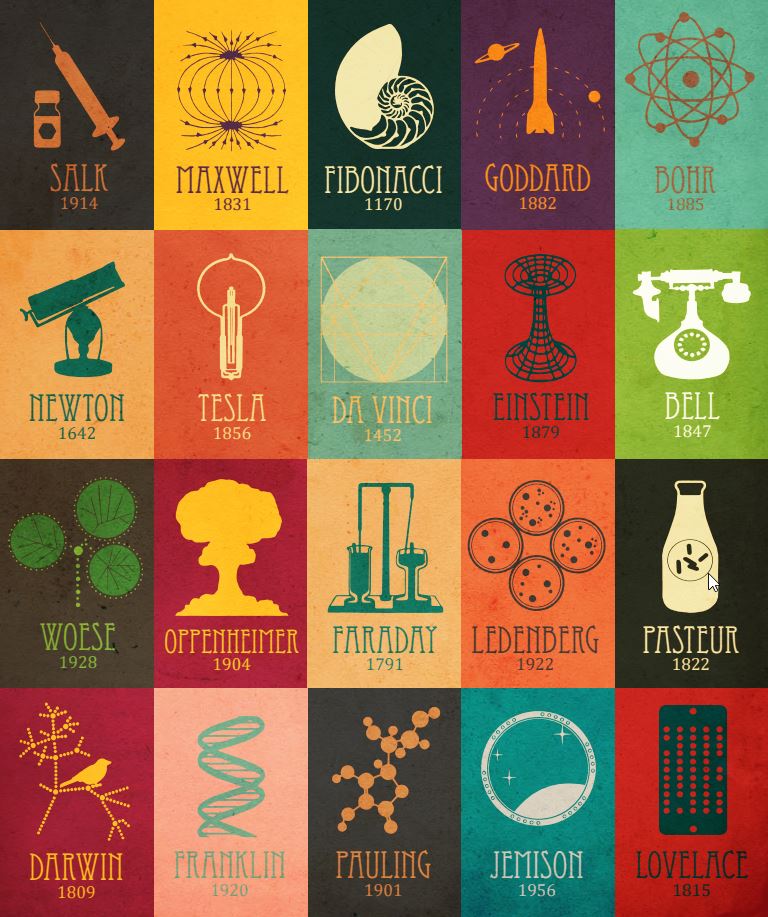 SALK
1914
MAXWELL
1831
FIBONACCI
1170
GODDARD
1882
BOHR
1885
NEWTON
1642
TESLA
1856
DA VINCI
1452
EINSTEIN
1879
BELL
1847
WOESE
1928
OPPENHEIMER
1904
FARADAY
1791
LEDENBERG
1922
PASTEUR
1822
DARWIN
1809
FRANKLIN
1920
PAULING
1901
JEMISON
1956
LOVELACE
1815